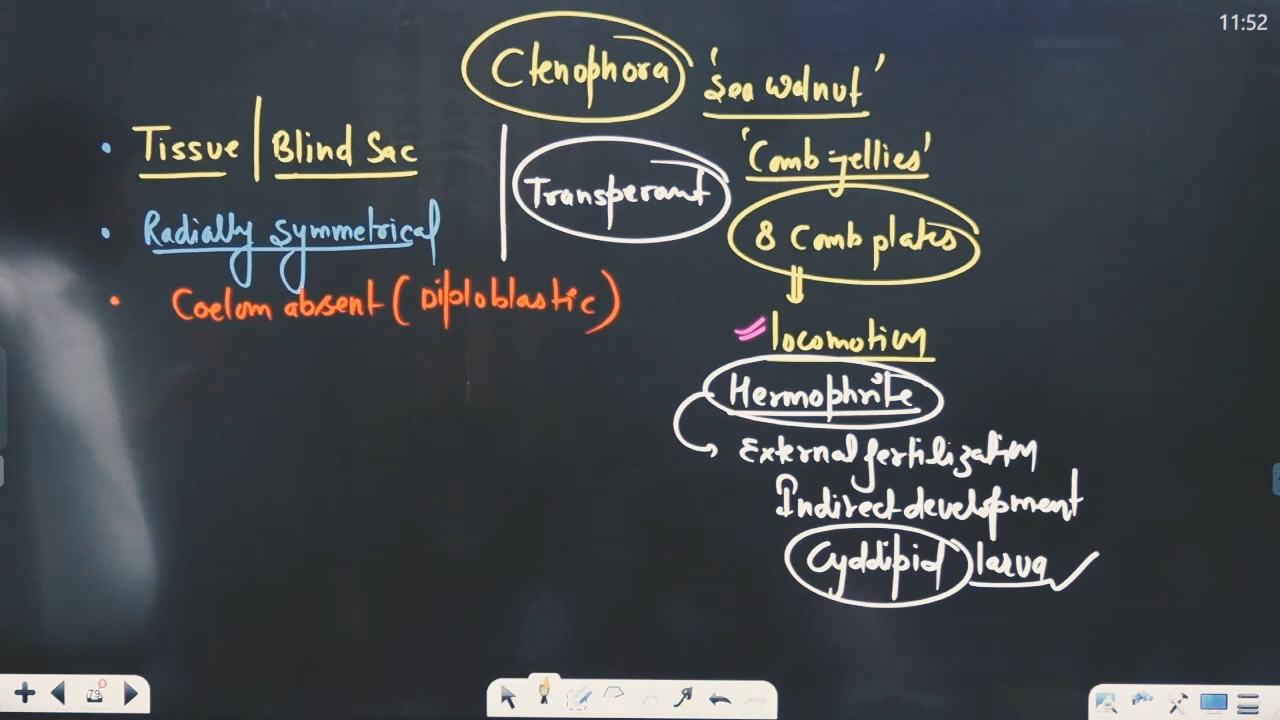 11:52
Ctenophora 'Sea walnut'
'Comb-jellies'
Tissue | Blind Sac
Transperant
Radially symmetrical
8 Comb plates
Coelom absent (Diploblastic)
locomotion
Hermophrite
External fertilization
Indirect development
Cyddipid larva
79